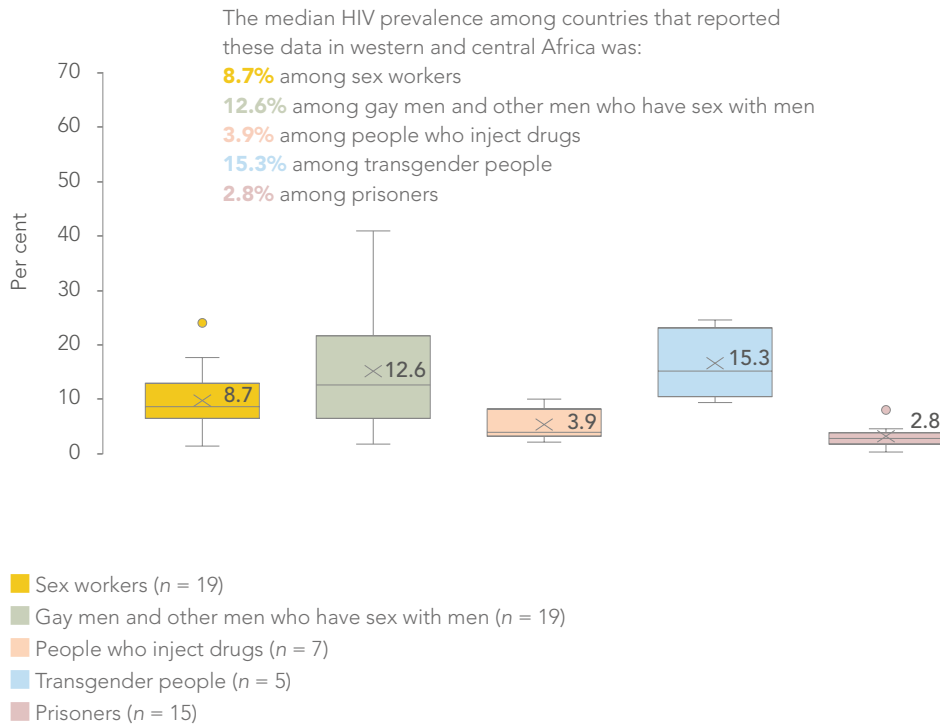 The median HIV prevalence among countries that reported
these data in western and central Africa was:
8.7% among sex workers
12.6% among gay men and other men who have sex with men
3.9% among people who inject drugs
15.3% among transgender people
2.8% among prisoners
Per cent
70
60
50
40
30
20
10
0
8.7
12.6
3.9
15.3
2.8
Sex workers (n = 19)
Gay men and other men who have sex with men (n = 19)
People who inject drugs (n = 7)
Transgender people (n = 5)
Prisoners (n = 15)